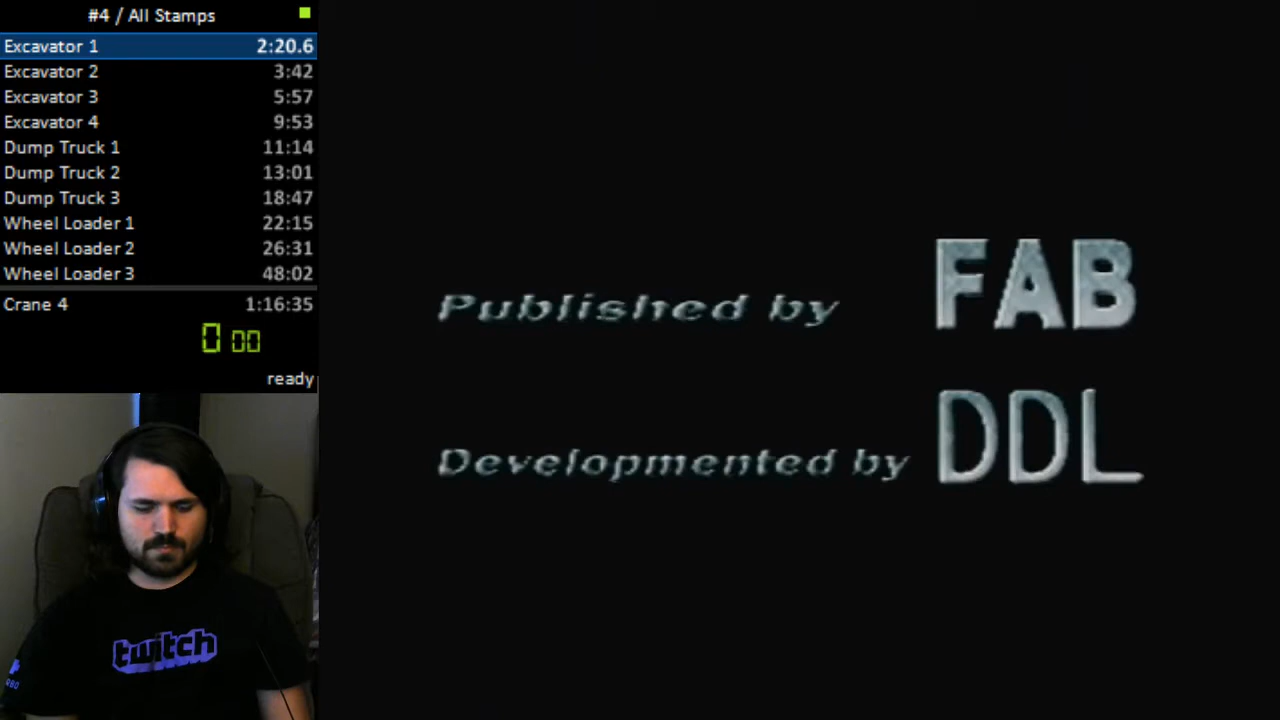 #4 / All Stamps
Excavator 1 2:20.6
Excavator 2 3:42
Excavator 3 5:57
Excavator 4 9:53
Dump Truck 1 11:14
Dump Truck 2 13:01
Dump Truck 3 18:47
Wheel Loader 1 22:15
Wheel Loader 2 26:31
Wheel Loader 3 48:02
Crane 4 1:16:35
0 00
ready
Published by FAB
Developmented by DDL
twitch